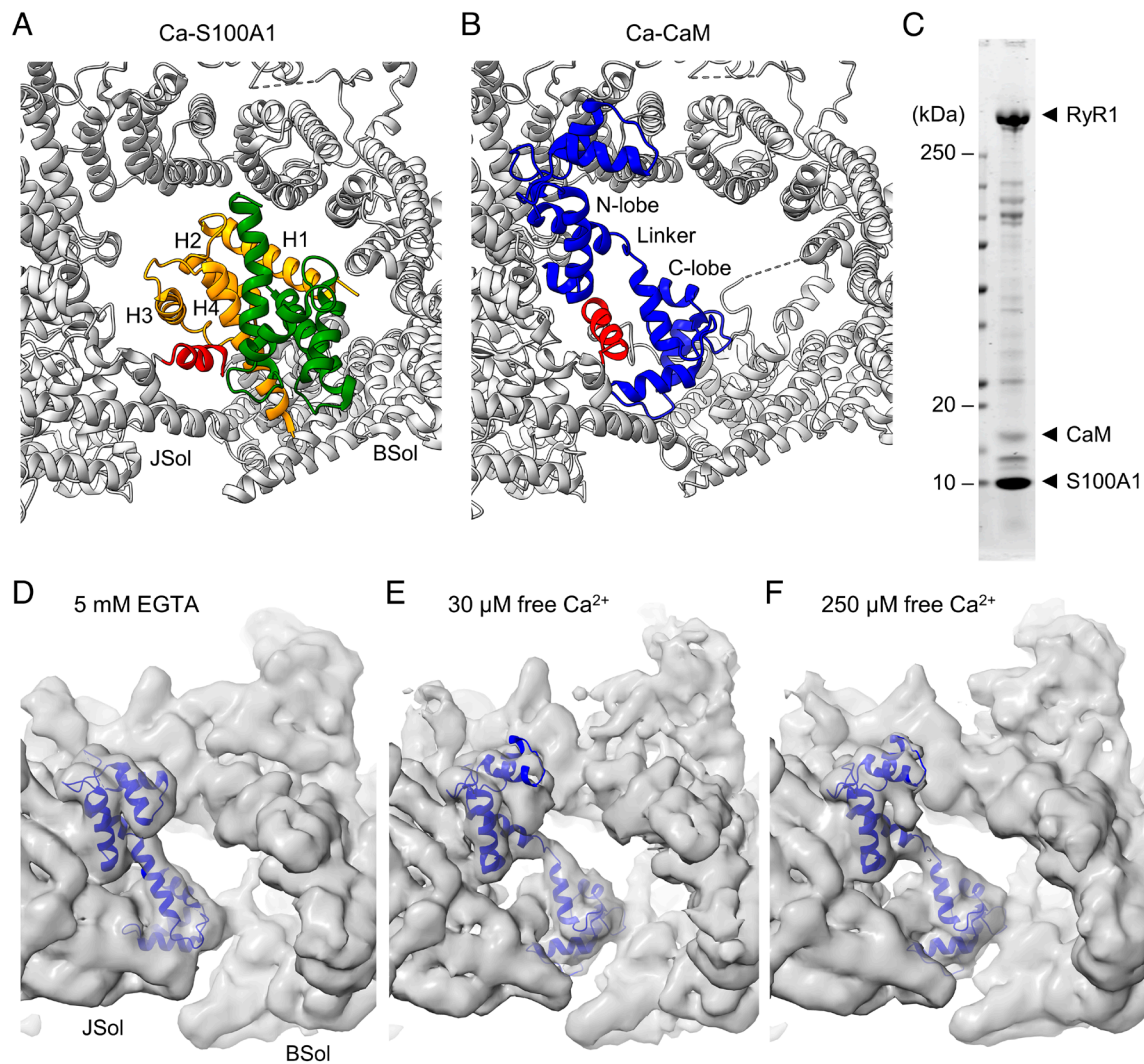 A
Ca-S100A1
H1
H2
H3
H4
JSol
BSol
B
Ca-CaM
N-lobe
Linker
C-lobe
C
(kDa)
250
20
10
RyR1
CaM
S100A1
D
5 mM EGTA
JSol
BSol
E
30 µM free Ca²⁺
F
250 µM free Ca²⁺